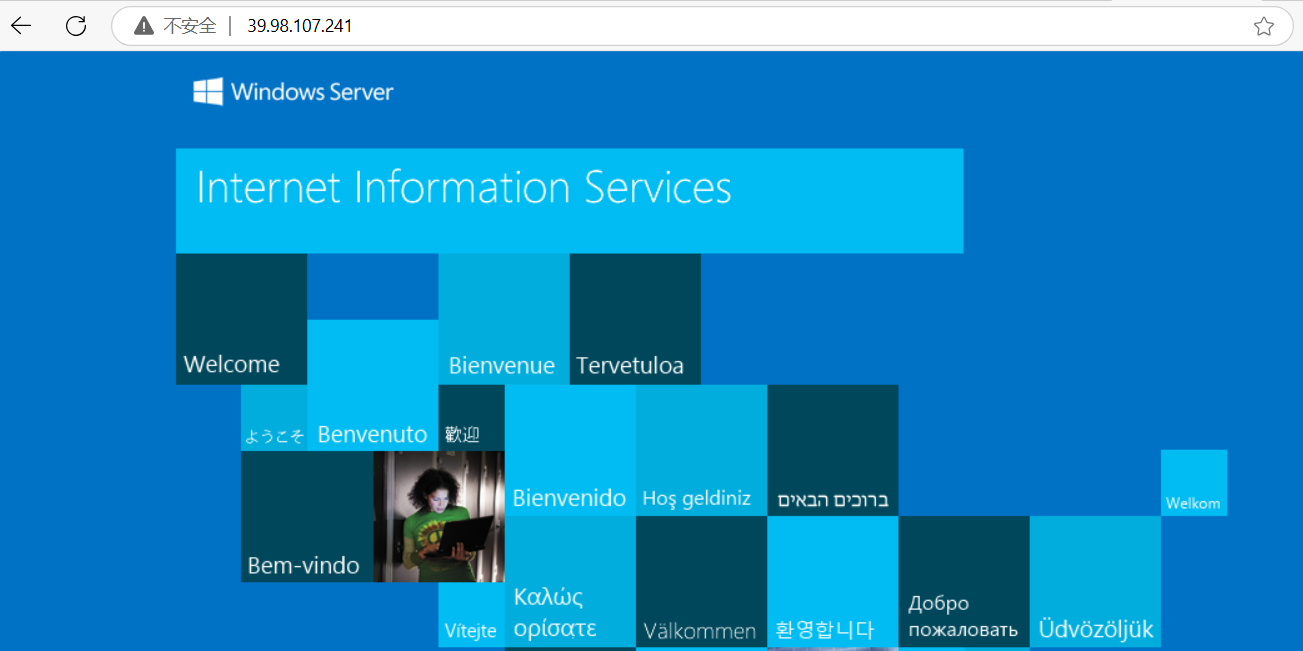 不安全 | 39.98.107.241
Windows Server
Internet Information Services
Welcome
Bienvenue
Tervetuloa
ようこそ
Benvenuto
歡迎
Bienvenido
Hoş geldiniz
ברוכים הבאים
Welkom
Bem-vindo
Vítejte
Καλώς
ορίσατε
Välkommen
환영합니다
Добро
пожаловать
Üdvözöljük